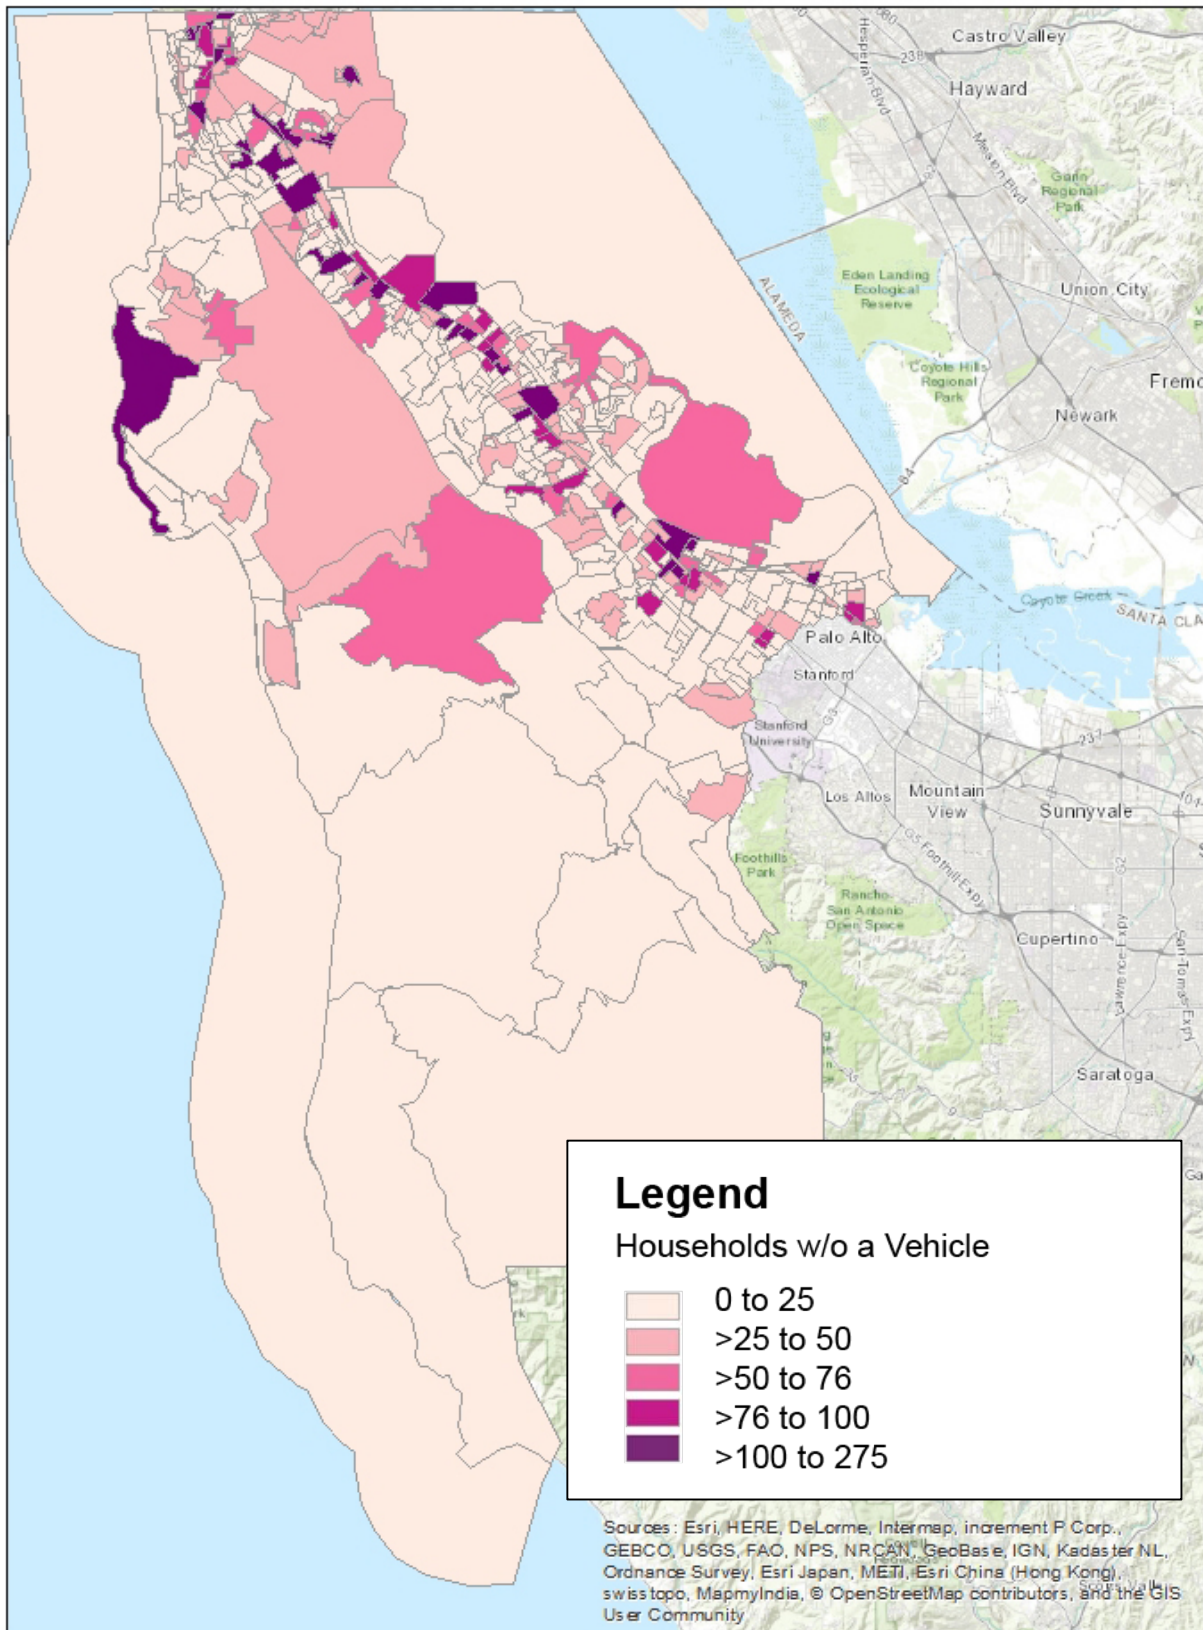 Castro Valley
238
Hesperian Blvd
Hayward
Mission Blvd
Garin
Regional
Park
Eden Landing
Ecological
Reserve
Union City
ALAMEDA
Coyote Hills
Regional
Park
Fremo
Newark
84
Coyote Creek
SANTA CLA
Palo Alto
Stanford
G3
Stanford
University
237
Los Altos
Mountain
View
Sunnyvale
G5 Foothill Expy
G2
Foothills
Park
Rancho
San Antonio
Open Space
Cupertino
Lawrence Expy
San Tomas Expy
Saratoga
9
Legend
Households w/o a Vehicle
0 to 25
>25 to 50
>50 to 76
>76 to 100
>100 to 275
Sources: Esri, HERE, DeLorme, Intermap, increment P Corp.,
GEBCO, USGS, FAO, NPS, NRCAN, GeoBase, IGN, Kadaster NL,
Ordnance Survey, Esri Japan, METI, Esri China (Hong Kong),
swisstopo, MapmyIndia, © OpenStreetMap contributors, and the GIS
User Community